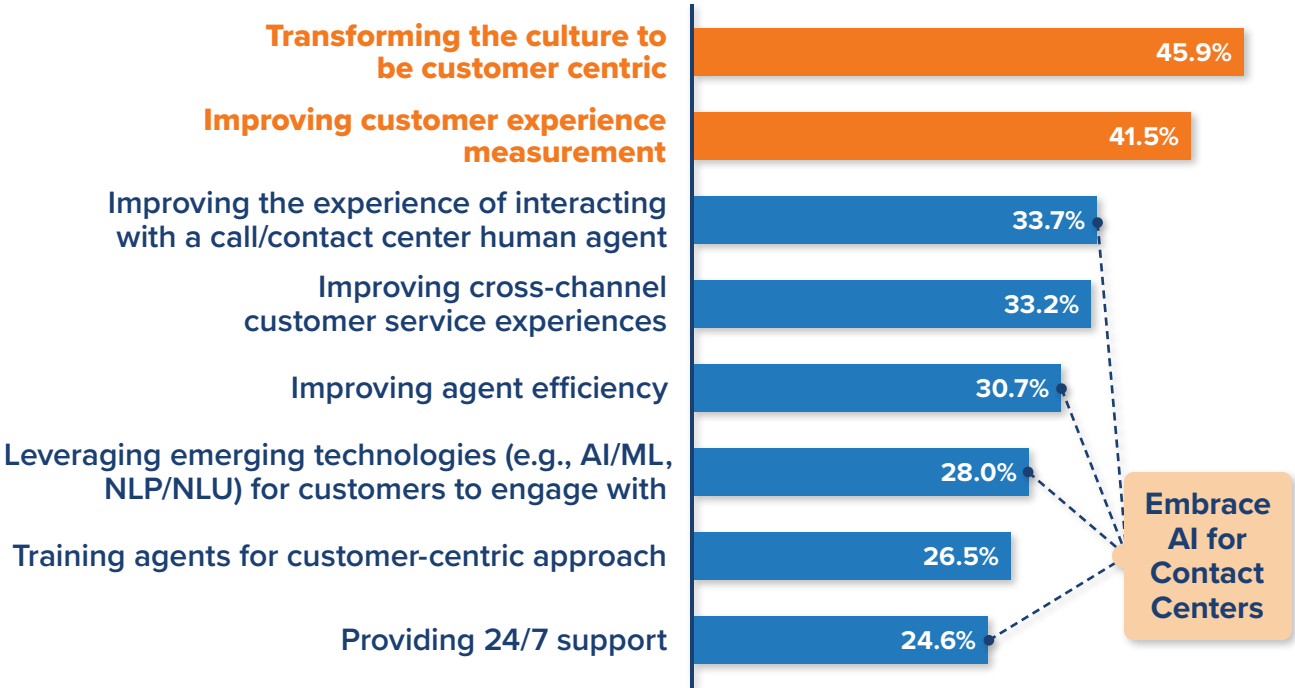 Transforming the culture to
be customer centric
45.9%
Improving customer experience
measurement
41.5%
Improving the experience of interacting
with a call/contact center human agent
33.7%
Improving cross-channel
customer service experiences
33.2%
Improving agent efficiency
30.7%
Leveraging emerging technologies (e.g., AI/ML,
NLP/NLU) for customers to engage with
28.0%
Training agents for customer-centric approach
26.5%
Providing 24/7 support
24.6%
Embrace
AI for
Contact
Centers